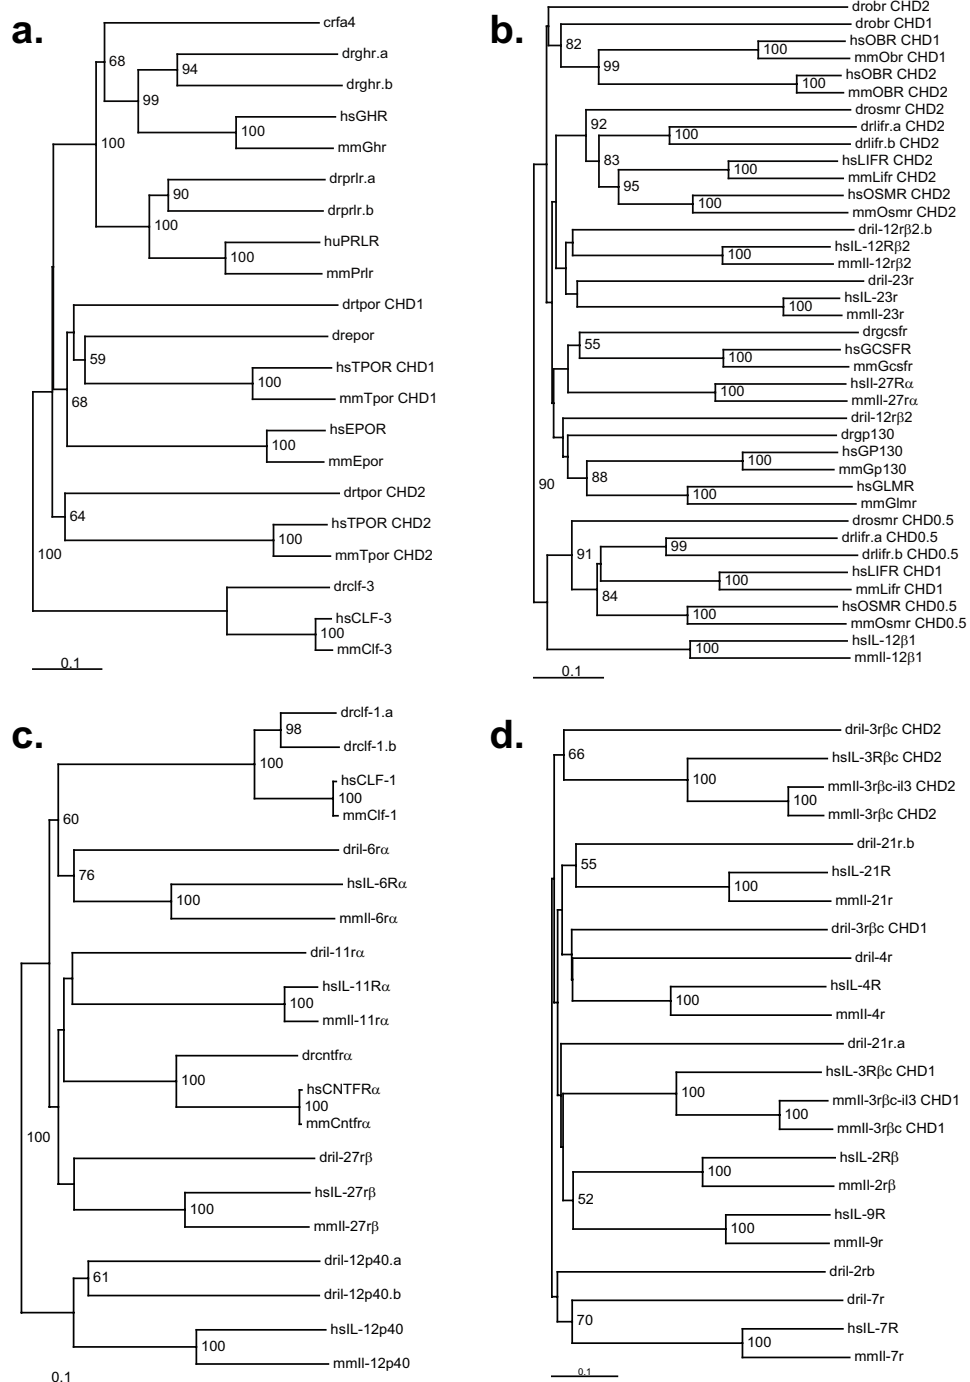 a.
crfa4
68
drghr.a
94
drghr.b
99
hsGHR
100
mmGhr
100
drprlr.a
90
drprlr.b
100
huPRLR
100
mmPrlr
drtpor CHD1
drepor
59
hsTPOR CHD1
100
mmTpor CHD1
68
hsEPOR
100
mmEpor
drtpor CHD2
64
hsTPOR CHD2
100
mmTpor CHD2
100
drclf-3
hsCLF-3
100
mmClf-3
0.1
b.
drobr CHD2
drobr CHD1
82
hsOBR CHD1
100
mmObr CHD1
99
hsOBR CHD2
100
mmOBR CHD2
drosmr CHD2
92
drlifr.a CHD2
100
drlifr.b CHD2
83
hsLIFR CHD2
100
mmLifr CHD2
95
hsOSMR CHD2
100
mmOsmr CHD2
dril-12rβ2.b
hsIL-12Rβ2
100
mmIl-12rβ2
dril-23r
hsIL-23r
100
mmIl-23r
drgcsfr
55
hsGCSFR
100
mmGcsfr
hsIl-27Rα
100
mmIl-27rα
dril-12rβ2
drgp130
hsGP130
100
mmGp130
88
90
hsGLMR
100
mmGlmr
drosmr CHD0.5
drlifr.a CHD0.5
99
91
drlifr.b CHD0.5
hsLIFR CHD1
100
mmLifr CHD1
84
hsOSMR CHD0.5
100
mmOsmr CHD0.5
hsIL-12β1
100
mmIl-12β1
0.1
c.
drclf-1.a
98
drclf-1.b
100
hsCLF-1
100
mmClf-1
60
dril-6rα
76
hsIL-6Rα
100
mmIl-6rα
dril-11rα
hsIL-11Rα
100
mmIl-11rα
drcntfrα
100
hsCNTFRα
100
mmCntfrα
100
dril-27rβ
hsIL-27rβ
100
mmIl-27rβ
dril-12p40.a
61
dril-12p40.b
hsIL-12p40
100
mmIl-12p40
0.1
d.
dril-3rβc CHD2
66
hsIL-3Rβc CHD2
100
mmIl-3rβc-il3 CHD2
100
mmIl-3rβc CHD2
dril-21r.b
55
hsIL-21R
100
mmIl-21r
dril-3rβc CHD1
dril-4r
hsIL-4R
100
mmIl-4r
dril-21r.a
hsIL-3Rβc CHD1
100
mmIl-3rβc-il3 CHD1
100
mmIl-3rβc CHD1
hsIL-2Rβ
100
mmIl-2rβ
52
hsIL-9R
100
mmIl-9r
dril-2rb
dril-7r
70
hsIL-7R
100
mmIl-7r
0.1